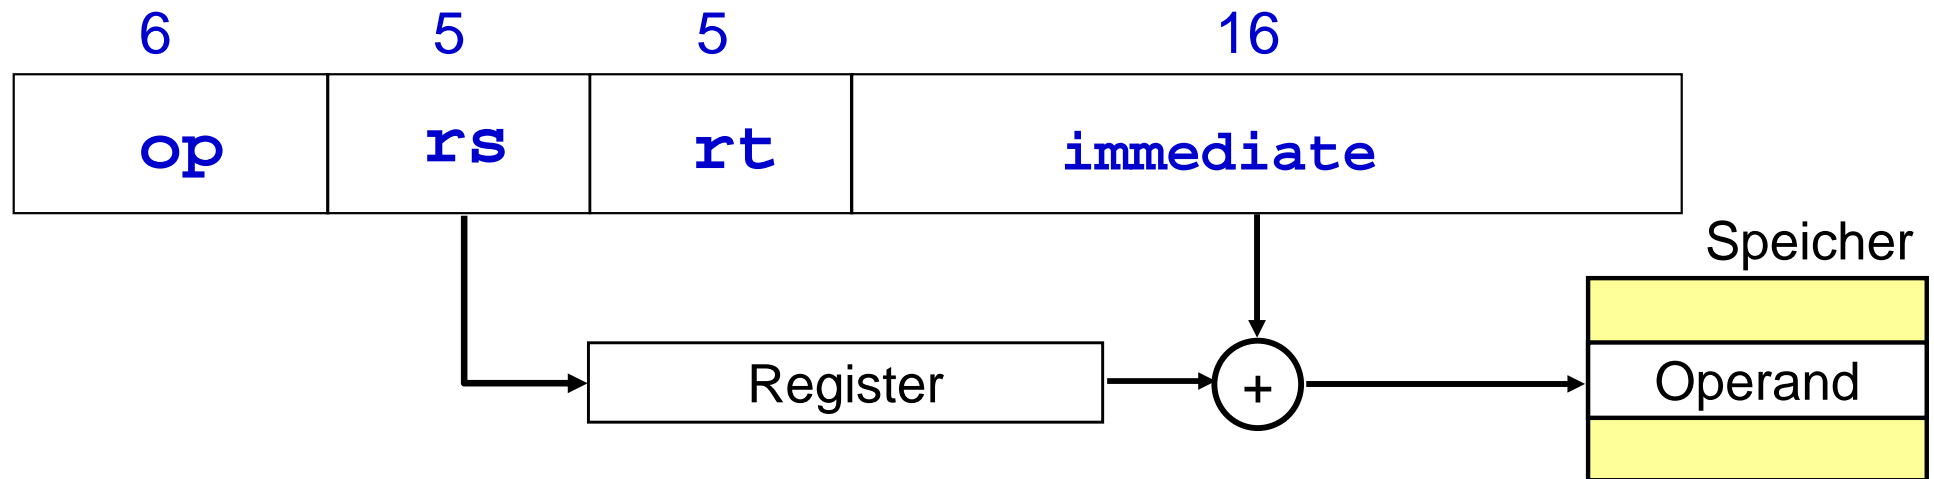 6 5 5 16
op rs rt immediate
Speicher
Register + Operand